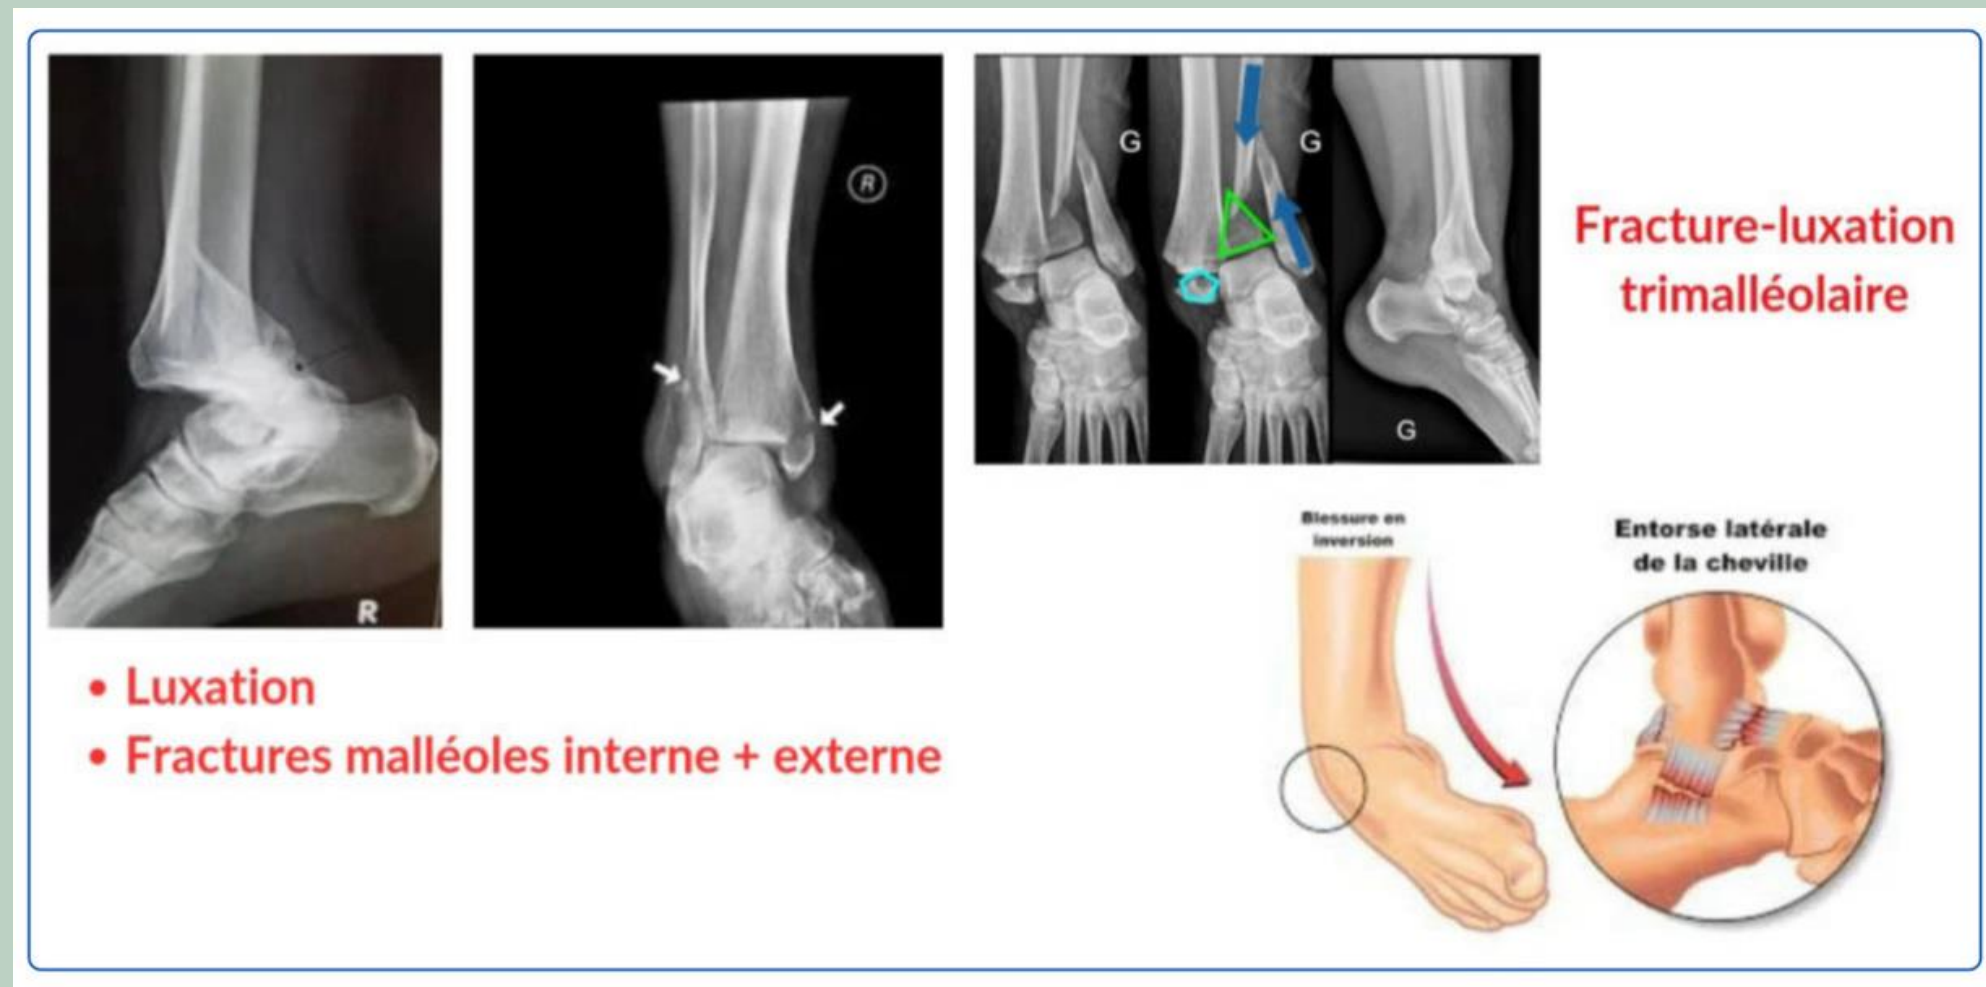 R
R
G
G
G
Fracture-luxation
trimalléolaire
• Luxation
• Fractures malléoles interne + externe
Blessure en
inversion
Entorse latérale
de la cheville